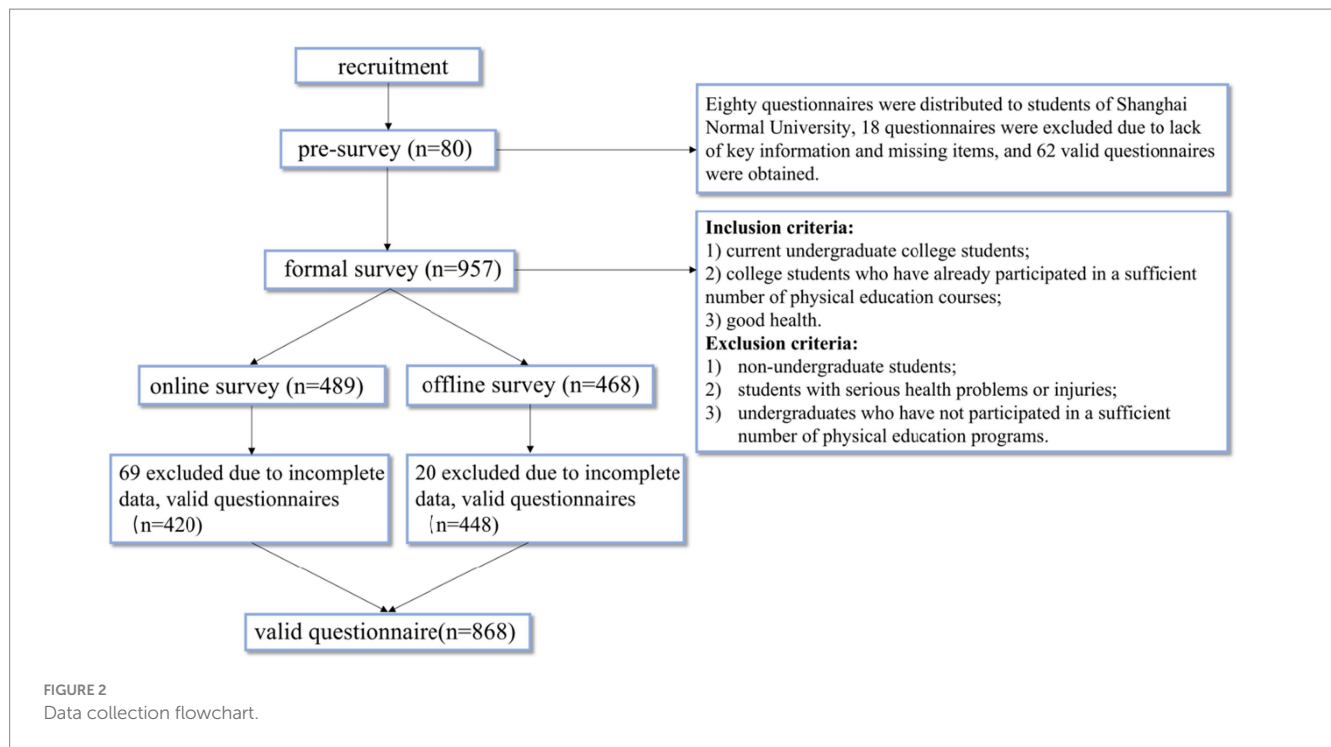 recruitment
pre-survey (n=80)
Eighty questionnaires were distributed to students of Shanghai
Normal University, 18 questionnaires were excluded due to lack
of key information and missing items, and 62 valid questionnaires
were obtained.
formal survey (n=957)
Inclusion criteria:
1) current undergraduate college students;
2) college students who have already participated in a sufficient
number of physical education courses;
3) good health.
Exclusion criteria:
1) non-undergraduate students;
2) students with serious health problems or injuries;
3) undergraduates who have not participated in a sufficient
number of physical education programs.
online survey (n=489)
offline survey (n=468)
69 excluded due to incomplete
data, valid questionnaires
(n=420)
20 excluded due to incomplete
data, valid questionnaires
(n=448)
valid questionnaire(n=868)
FIGURE 2
Data collection flowchart.